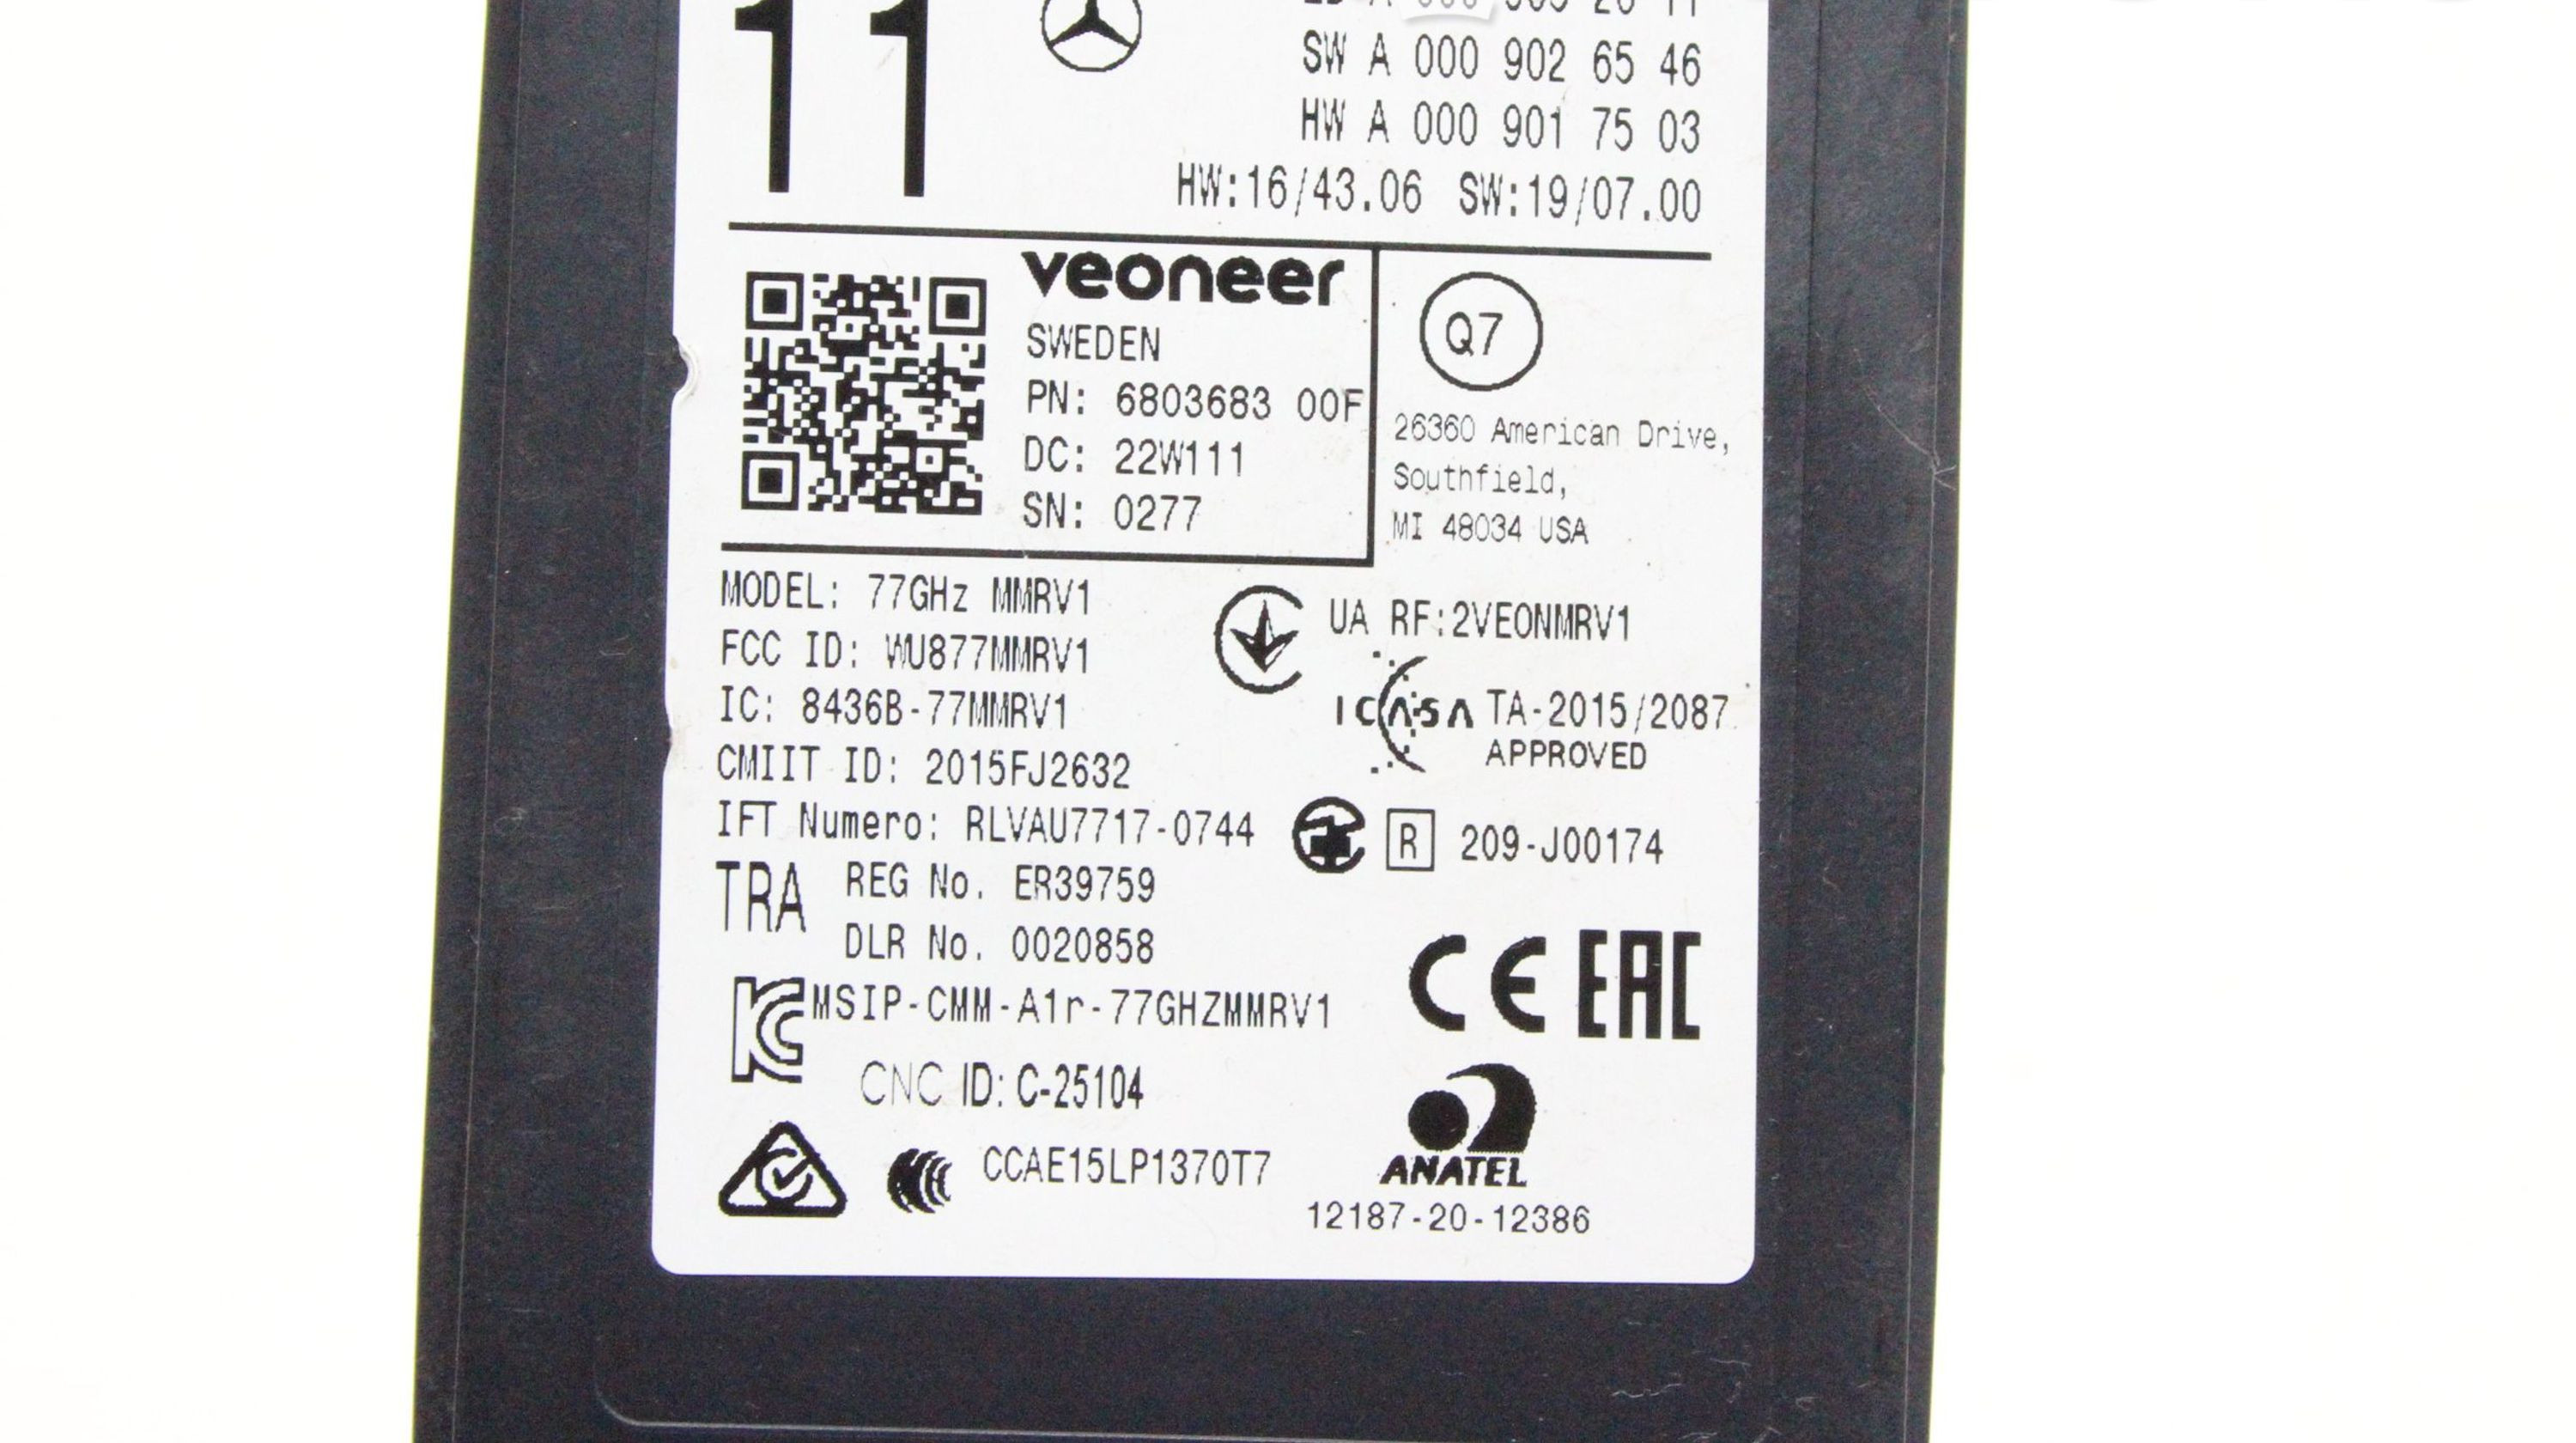 11
SW A 000 902 65 46
HW A 000 901 75 03
HW:16/43.06 SW:19/07.00
veoneer
SWEDEN
PN: 6803683 00F
DC: 22W111
SN: 0277
Q7
26360 American Drive,
Southfield,
MI 48034 USA
MODEL: 77GHz MMRV1
FCC ID: WU877MMRV1
IC: 8436B-77MMRV1
CMIIT ID: 2015FJ2632
IFT Numero: RLVAU7717-0744
TRA REG No. ER39759
DLR No. 0020858
MSIP-CMM-A1r-77GHZMMRV1
CNC ID: C-25104
CCAE15LP1370T7
UA RF:2VEONMRV1
ICASA TA-2015/2087
APPROVED
R 209-J00174
CE EAC
ANATEL
12187-20-12386